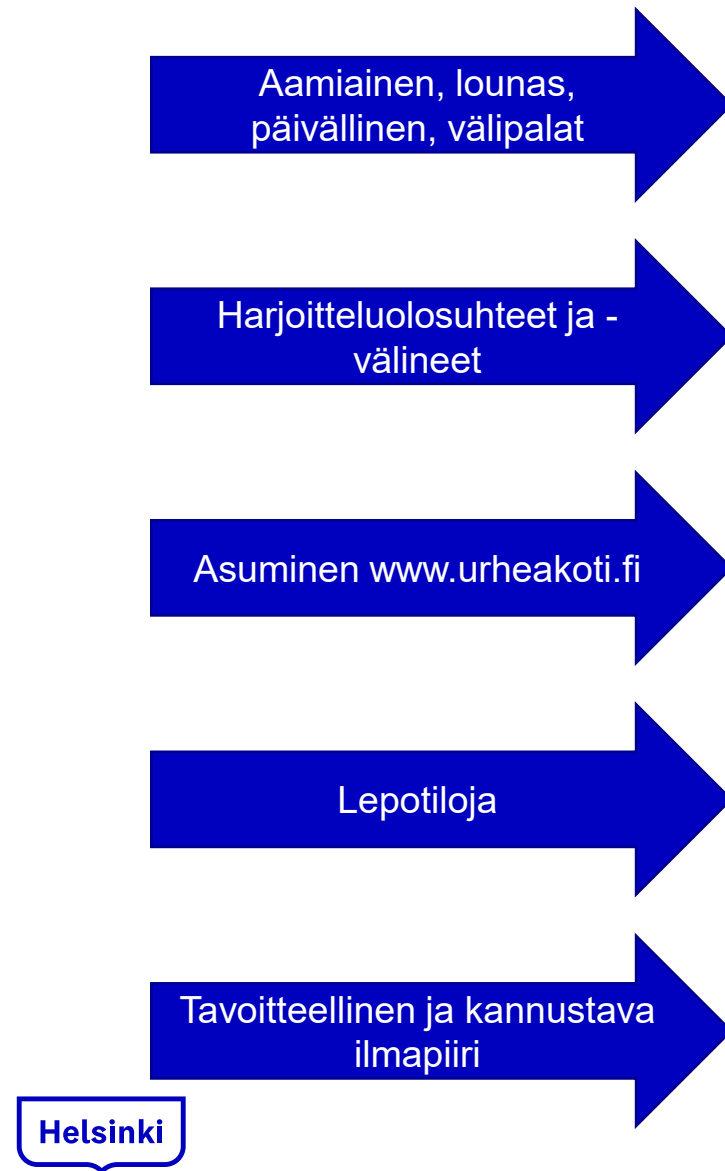 Aamiainen, lounas,
päivällinen, välipalat
Harjoitteluolosuhteet ja -
välineet
Asuminen www.urheakoti.fi
Lepotiloja
Tavoitteellinen ja kannustava
ilmapiiri
Helsinki